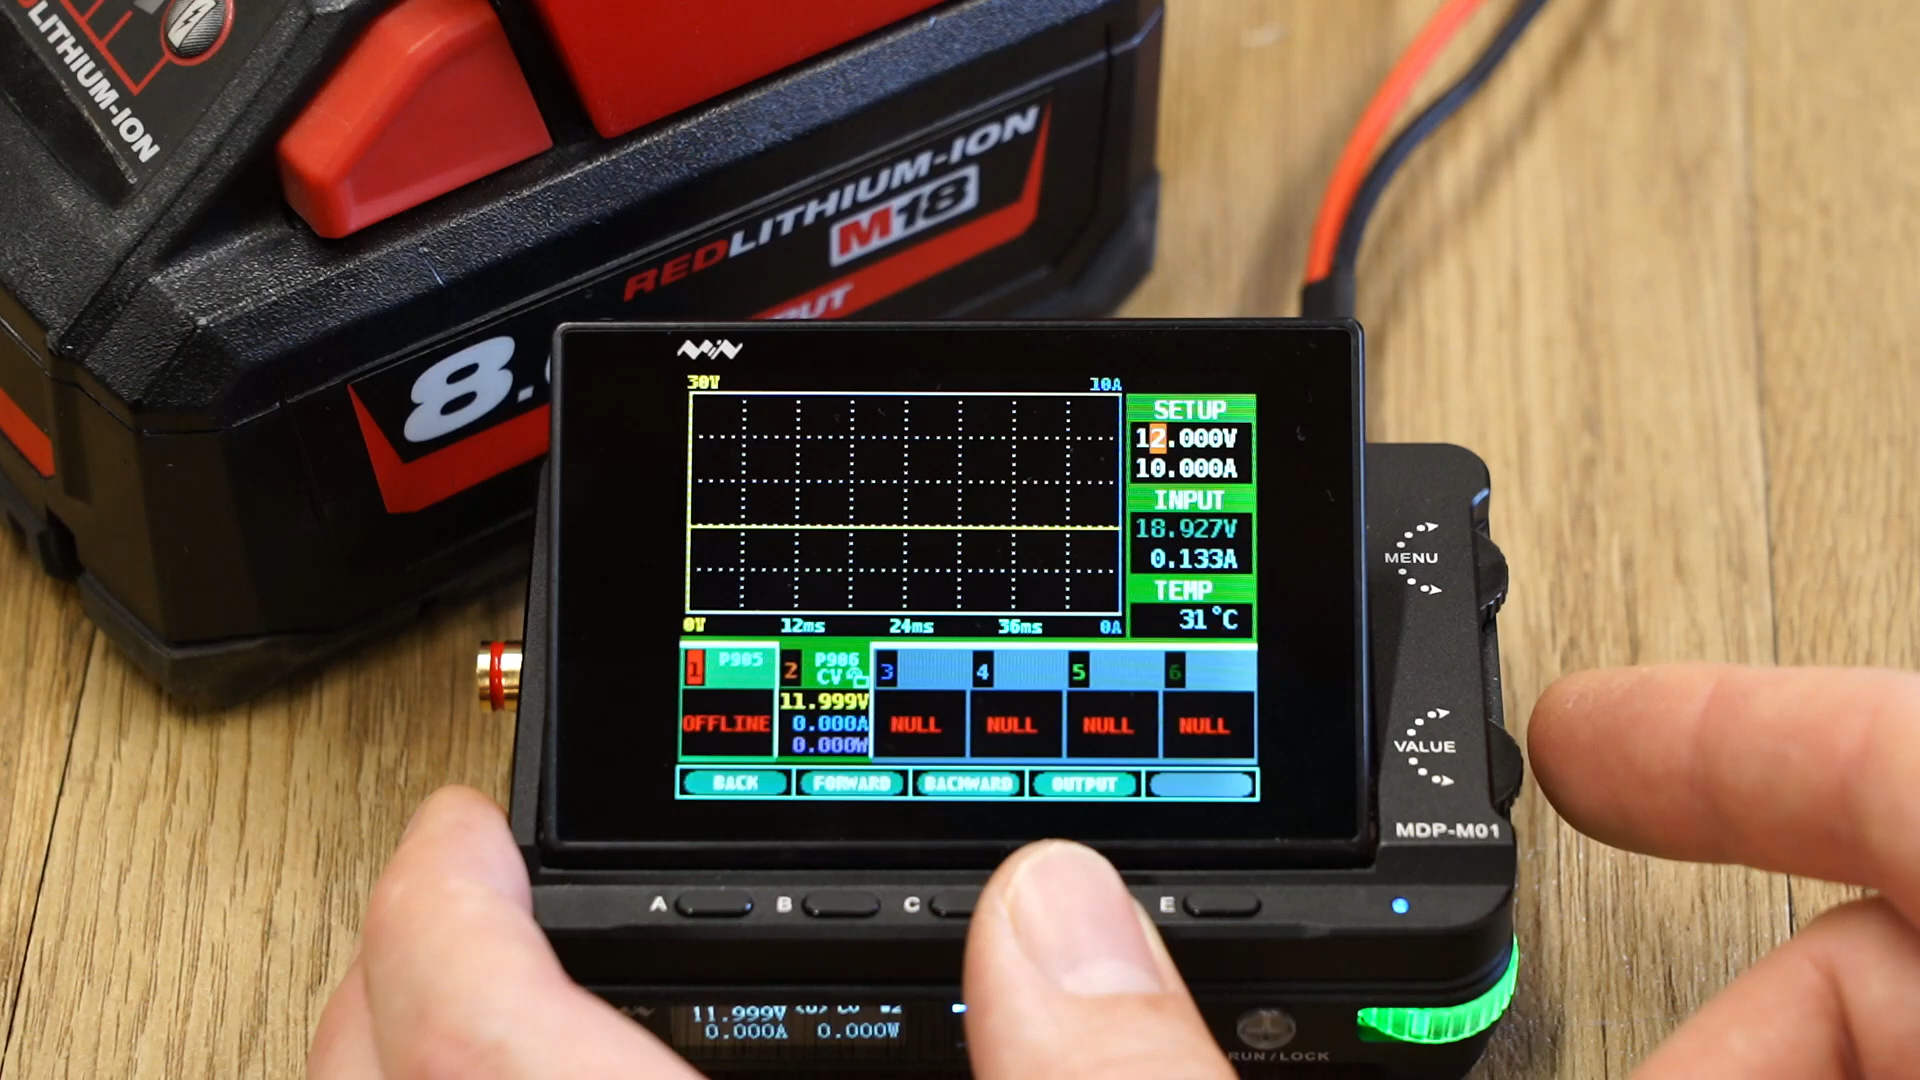 LITHIUM-ION
REDLITHIUM-ION
M18
8.
MINI
30V 10A
SETUP
12.000V
10.000A
INPUT
18.927V
0.133A
TEMP
31°C
0V 12ms 24ms 36ms 0A
1 P905 2 P906 3 4 5 6
CV
OFFLINE 11.999V NULL NULL NULL NULL
0.000A
0.000W
BACK FORWARD BACKWARD OUTPUT
MENU
VALUE
MDP-M01
A B C E
11.999V
0.000A 0.000W
RUN/LOCK